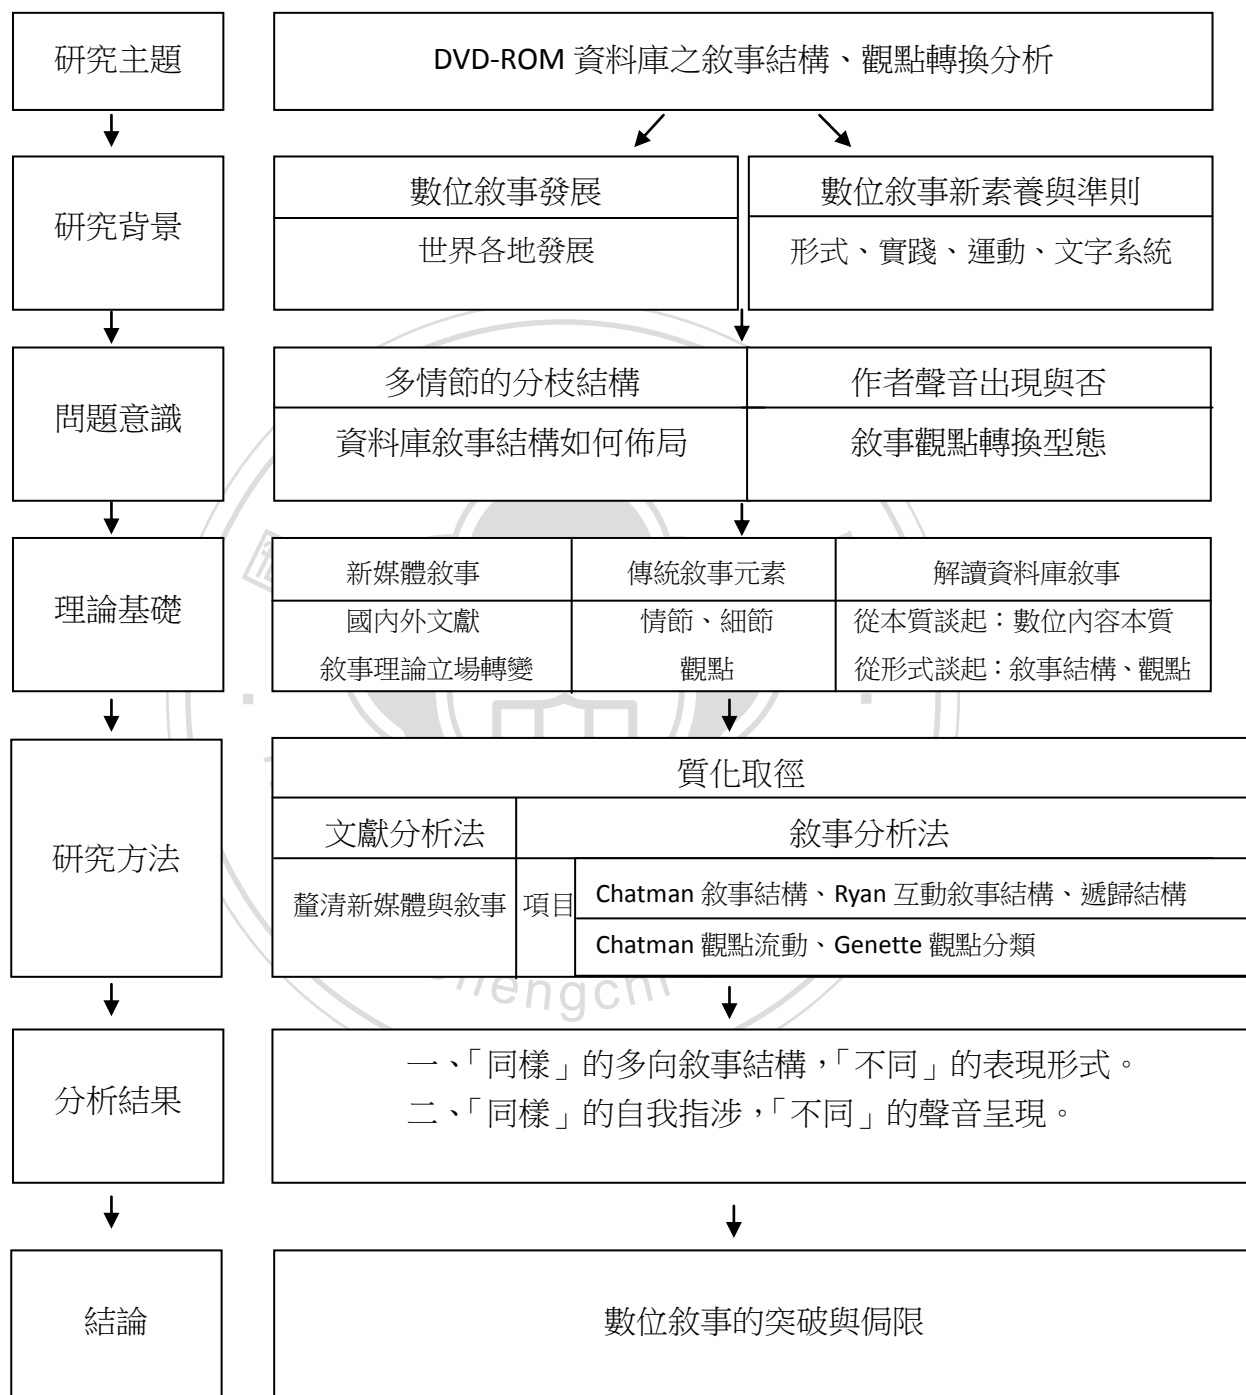 研究主題
DVD-ROM 資料庫之敘事結構、觀點轉換分析
研究背景
數位敘事發展
世界各地發展
數位敘事新素養與準則
形式、實踐、運動、文字系統
問題意識
多情節的分枝結構
作者聲音出現與否
資料庫敘事結構如何佈局
敘事觀點轉換型態
理論基礎
新媒體敘事
傳統敘事元素
解讀資料庫敘事
國內外文獻
敘事理論立場轉變
情節、細節
觀點
從本質談起：數位內容本質
從形式談起：敘事結構、觀點
研究方法
質化取徑
文獻分析法
敘事分析法
釐清新媒體與敘事
項目
Chatman 敘事結構、Ryan 互動敘事結構、遞歸結構
Chatman 觀點流動、Genette 觀點分類
hengchi
分析結果
一、「同樣」的多向敘事結構，「不同」的表現形式。
二、「同樣」的自我指涉，「不同」的聲音呈現。
結論
數位敘事的突破與侷限